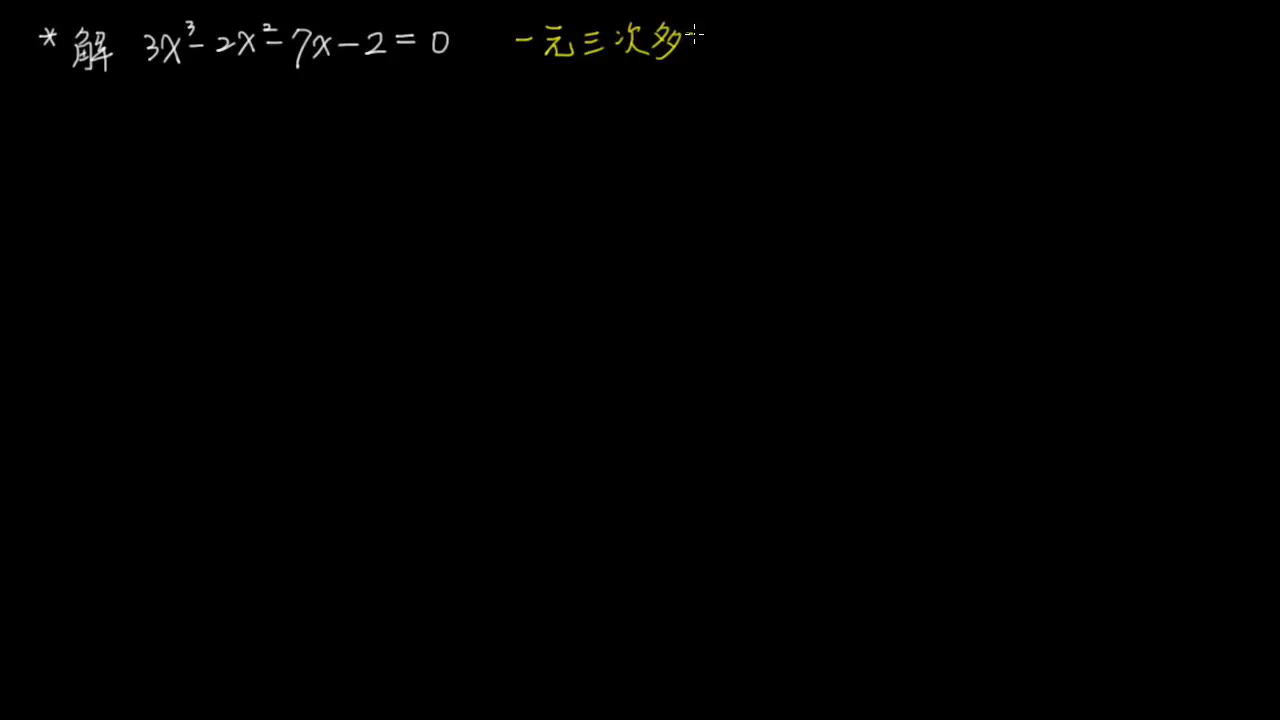 * 解 3x³ - 2x² - 7x - 2 = 0 一元三次多